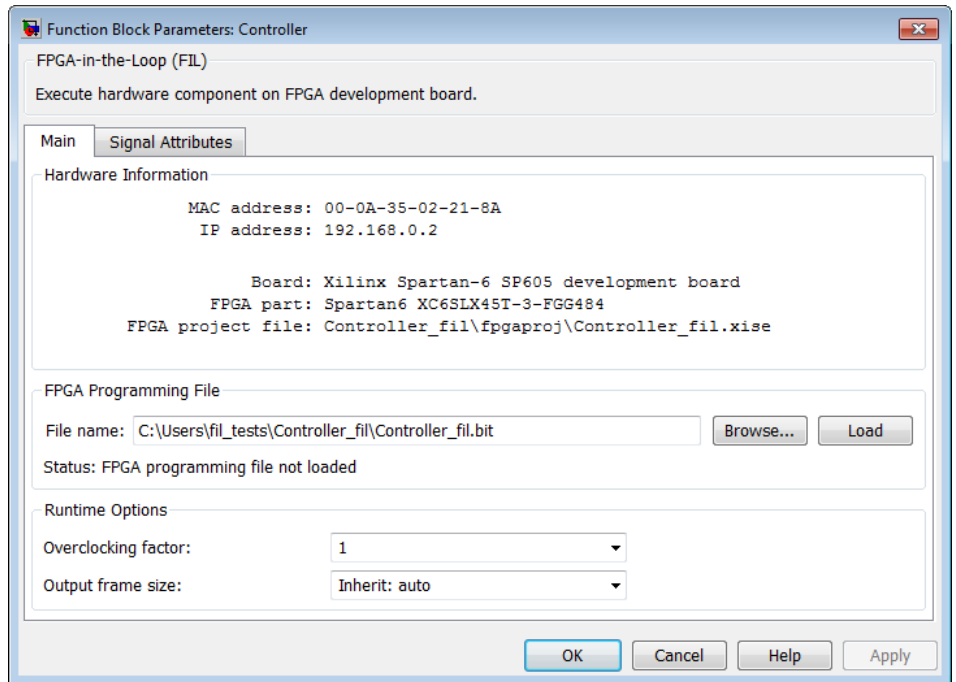 Function Block Parameters: Controller
FPGA-in-the-Loop (FIL)
Execute hardware component on FPGA development board.
Main Signal Attributes
Hardware Information
MAC address: 00-0A-35-02-21-8A
IP address: 192.168.0.2
Board: Xilinx Spartan-6 SP605 development board
FPGA part: Spartan6 XC6SLX45T-3-FGG484
FPGA project file: Controller_fil\fpgaproj\Controller_fil.xise
FPGA Programming File
File name: C:\Users\fil_tests\Controller_fil\Controller_fil.bit Browse... Load
Status: FPGA programming file not loaded
Runtime Options
Overclocking factor: 1
Output frame size: Inherit: auto
OK Cancel Help Apply